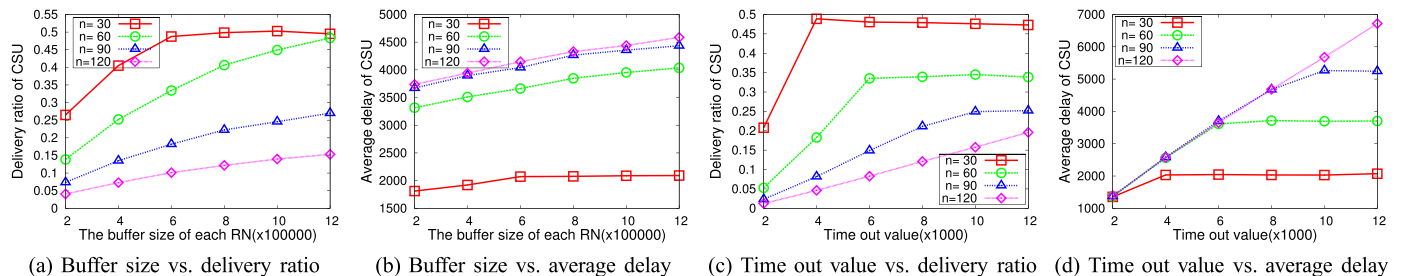 Delivery ratio of CSU
0.55
0.5
0.45
0.4
0.35
0.3
0.25
0.2
0.15
0.1
0.05
0
n= 30
n= 60
n= 90
n=120
2 4 6 8 10 12
The buffer size of each RN(x100000)
(a) Buffer size vs. delivery ratio
Average delay of CSU
5000
4500
4000
3500
3000
2500
2000
1500
n= 30
n= 60
n= 90
n=120
2 4 6 8 10 12
The buffer size of each RN(x100000)
(b) Buffer size vs. average delay
Delivery ratio of CSU
0.5
0.45
0.4
0.35
0.3
0.25
0.2
0.15
0.1
0.05
0
n= 30
n= 60
n= 90
n=120
2 4 6 8 10 12
Time out value(x1000)
(c) Time out value vs. delivery ratio
Average delay of CSU
7000
6000
5000
4000
3000
2000
1000
n= 30
n= 60
n= 90
n=120
2 4 6 8 10 12
Time out value(x1000)
(d) Time out value vs. average delay